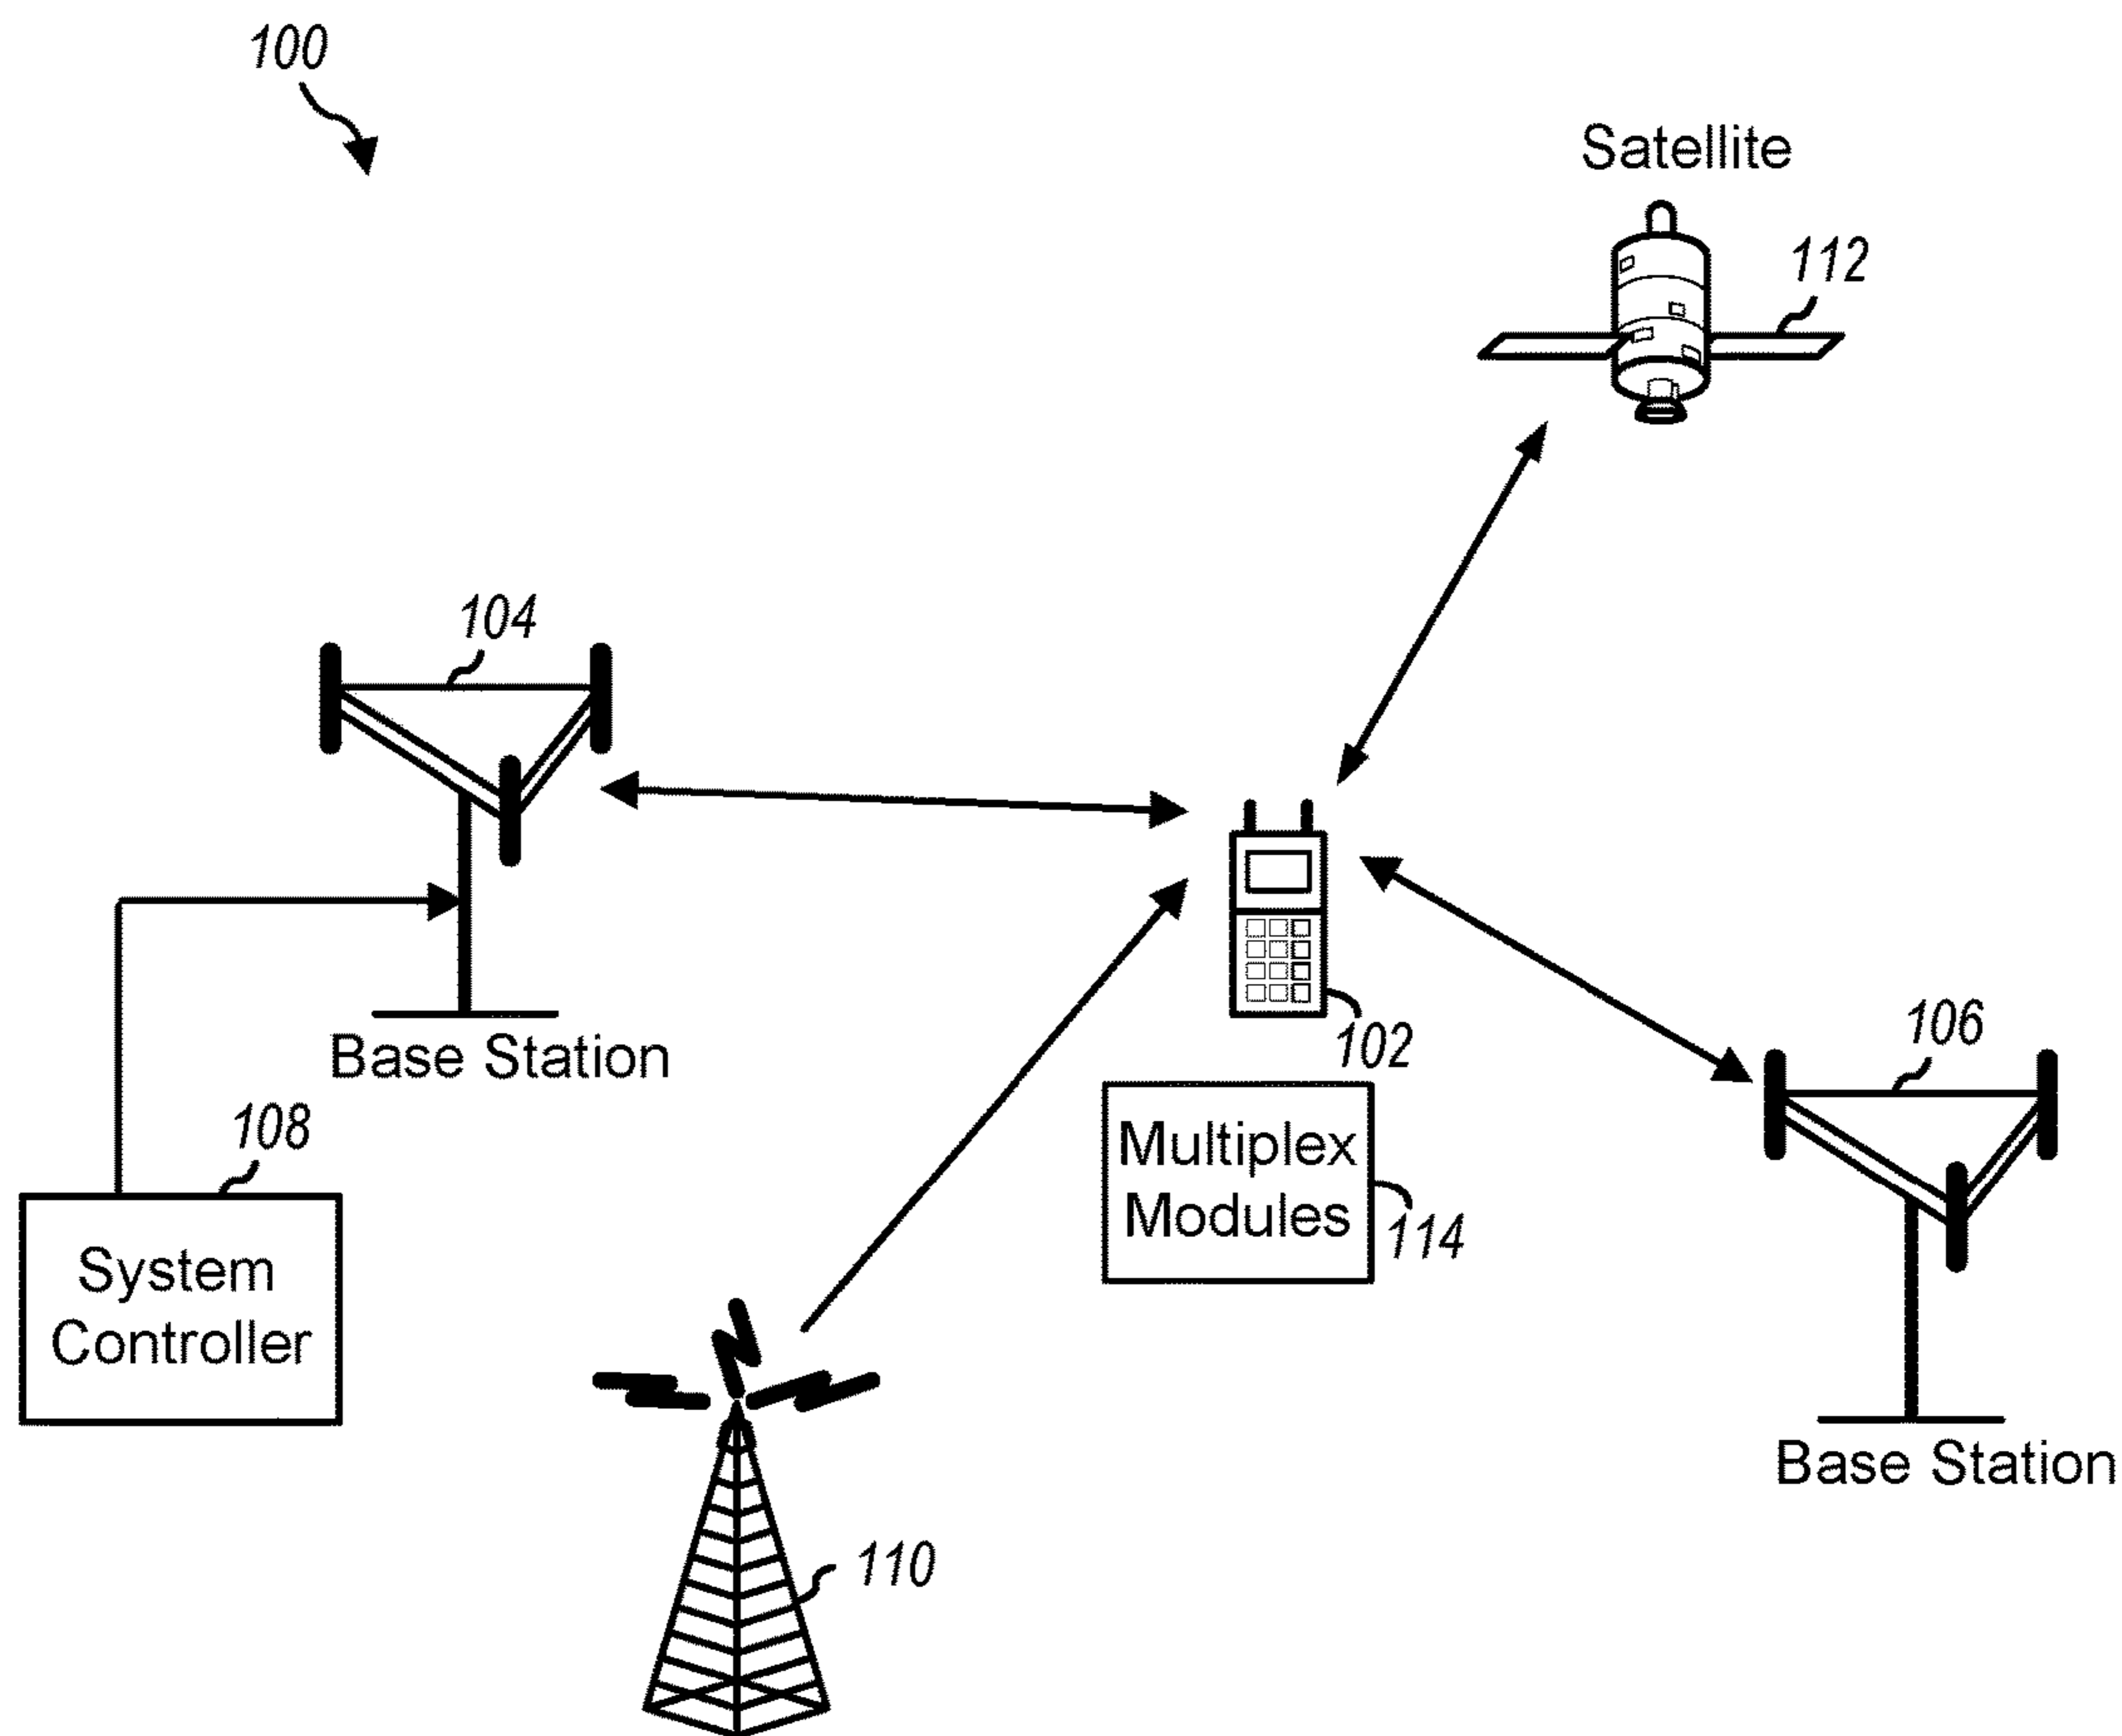 100
Satellite
112
104
Base Station
102
106
108
Multiplex
Modules
114
System
Controller
Base Station
110